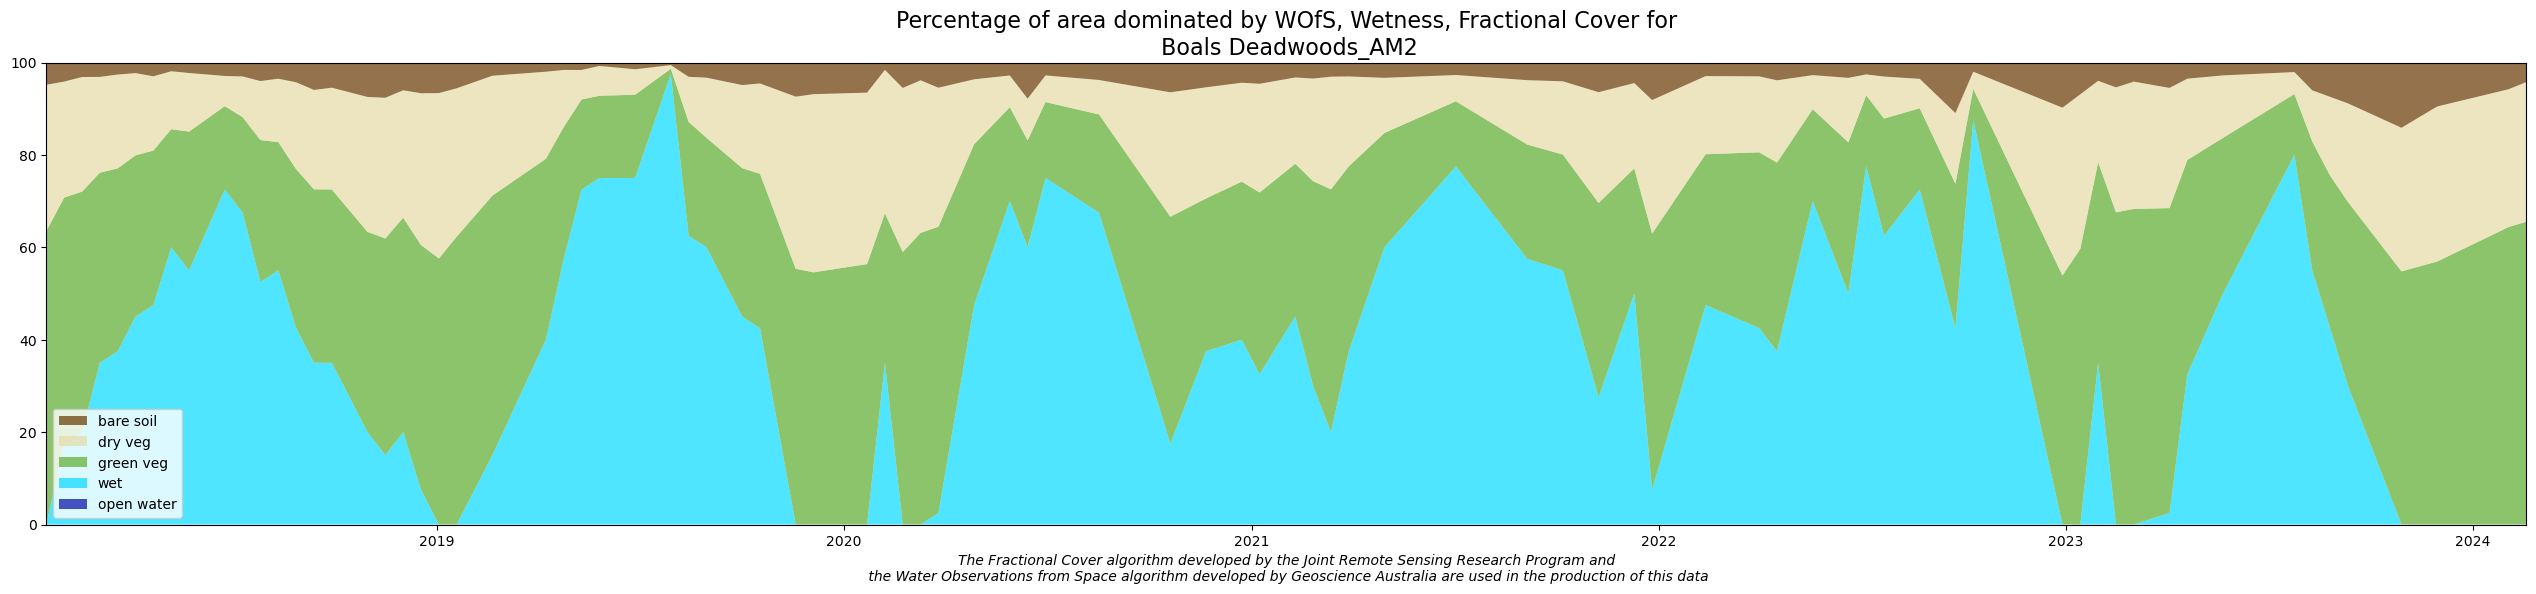 Percentage of area dominated by WOfS, Wetness, Fractional Cover for
Boals Deadwoods_AM2
100
80
60
40
20
0
bare soil
dry veg
green veg
wet
open water
2019 2020 2021 2022 2023 2024
The Fractional Cover algorithm developed by the Joint Remote Sensing Research Program and
the Water Observations from Space algorithm developed by Geoscience Australia are used in the production of this data